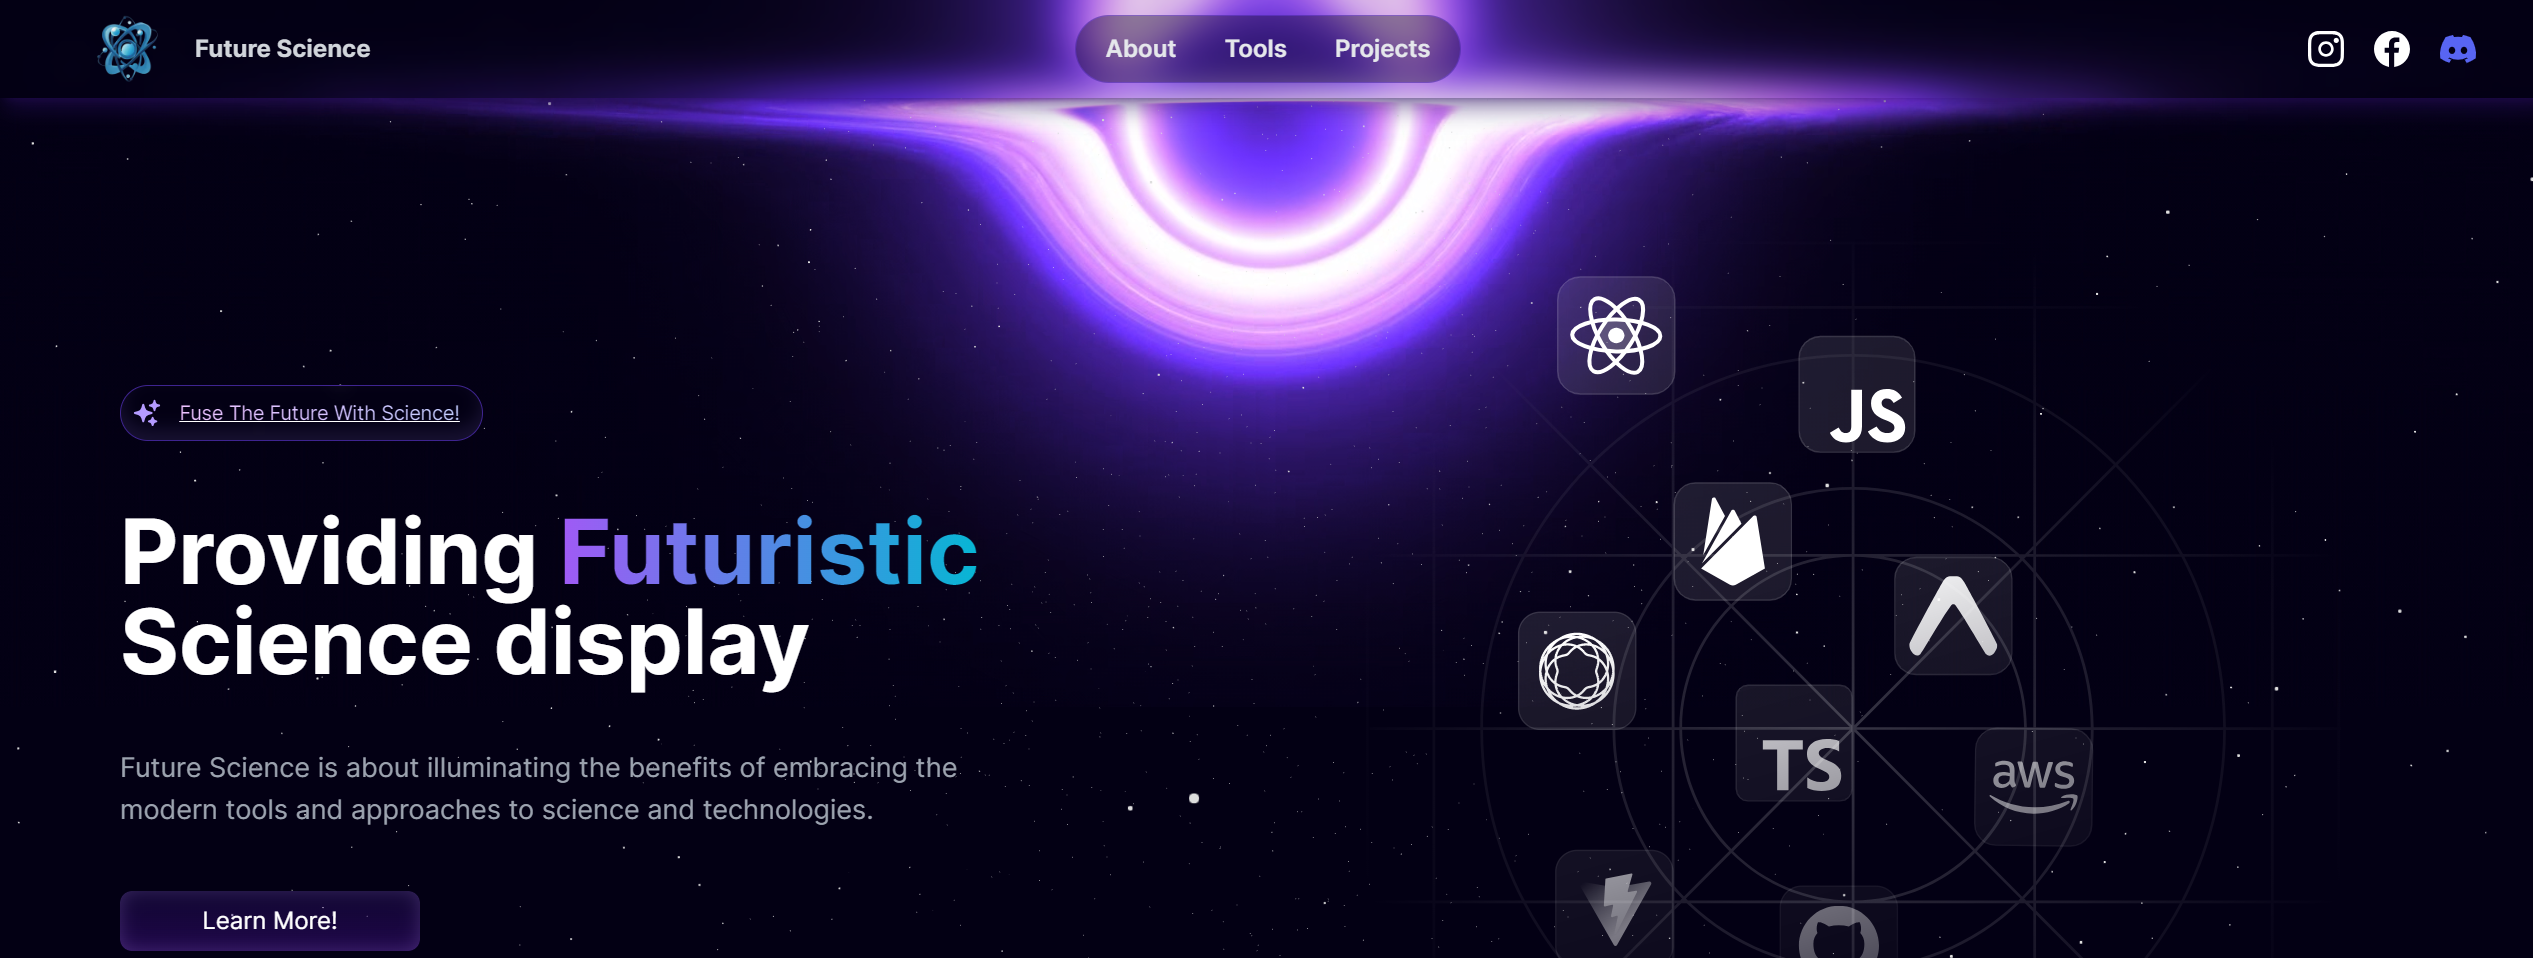 Future Science
About
Tools
Projects
Fuse The Future With Science!
Providing Futuristic
Science display
Future Science is about illuminating the benefits of embracing the
modern tools and approaches to science and technologies.
Learn More!
JS
TS
aws